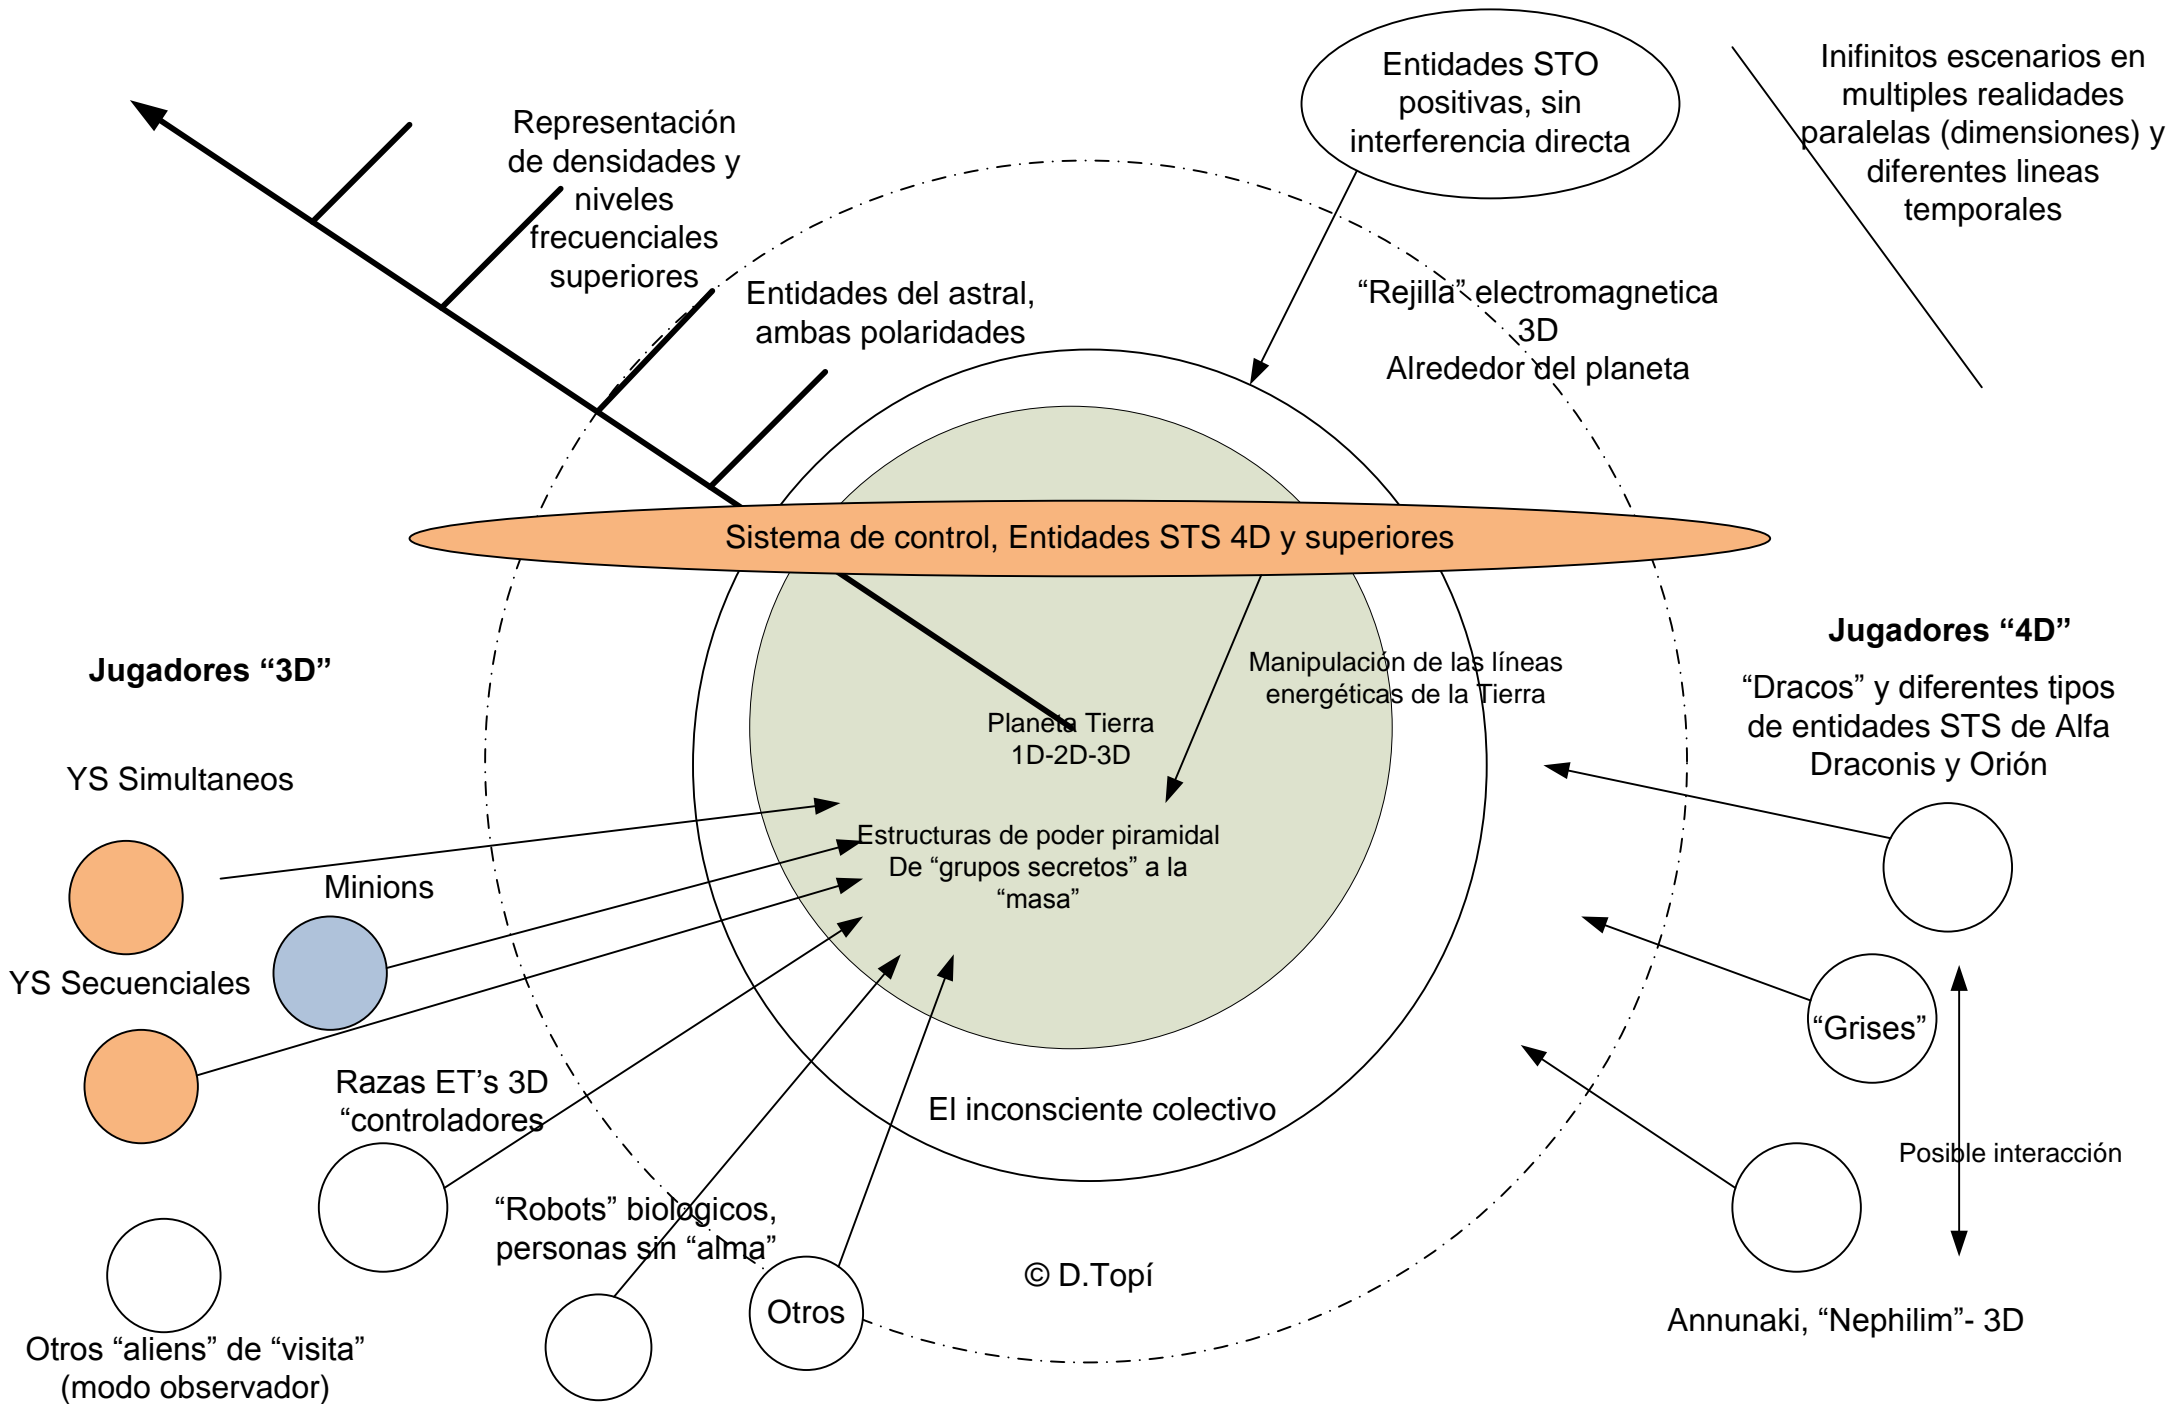 Entidades STO
positivas, sin
interferencia directa
Inifinitos escenarios en
multiples realidades
paralelas (dimensiones) y
diferentes lineas
temporales
Representación
de densidades y
niveles
frecuenciales
superiores
Entidades del astral,
ambas polaridades
“Rejilla” electromagnetica
3D
Alrededor del planeta
Sistema de control, Entidades STS 4D y superiores
Jugadores “3D”
Jugadores “4D”
Manipulación de las líneas
energéticas de la Tierra
“Dracos” y diferentes tipos
de entidades STS de Alfa
Draconis y Orión
Planeta Tierra
1D-2D-3D
YS Simultaneos
Estructuras de poder piramidal
De “grupos secretos” a la
“masa”
Minions
YS Secuenciales
“Grises”
Razas ET’s 3D
“controladores
El inconsciente colectivo
Posible interacción
“Robots” biológicos,
personas sin “alma”
© D.Topí
Otros
Annunaki, “Nephilim”- 3D
Otros “aliens” de “visita”
(modo observador)